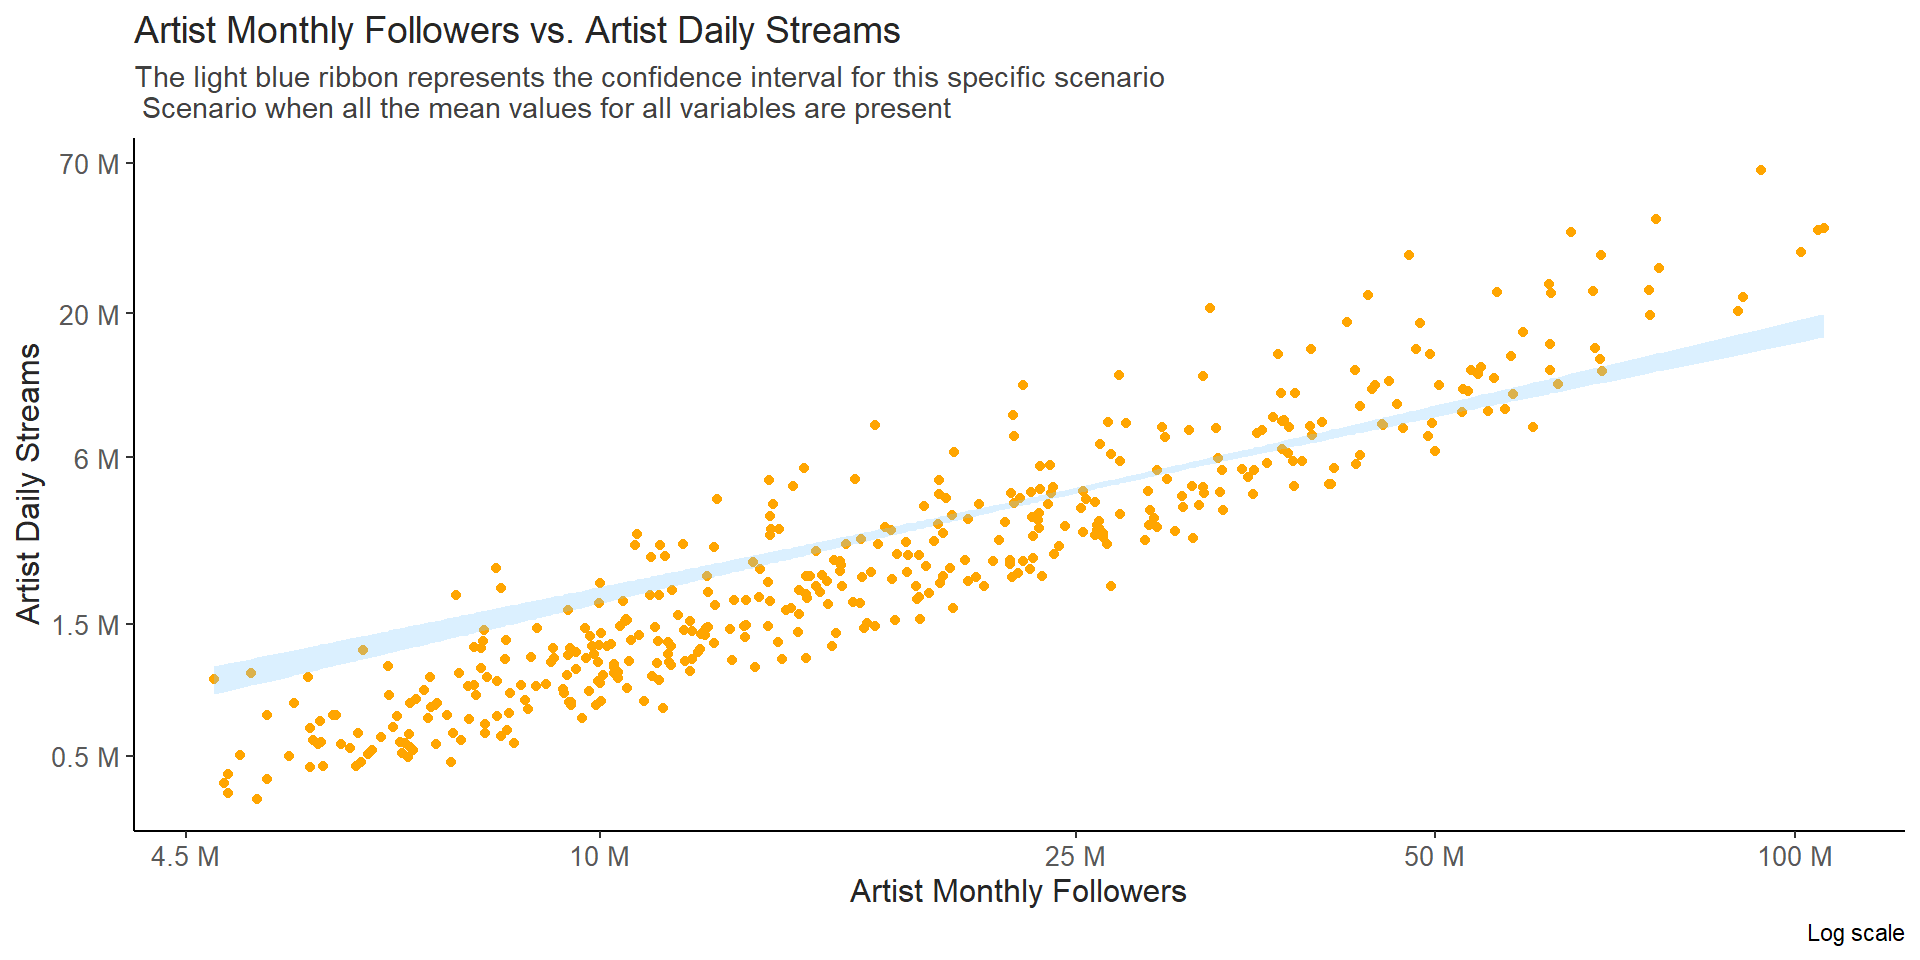 Artist Monthly Followers vs. Artist Daily Streams
The light blue ribbon represents the confidence interval for this specific scenario
Scenario when all the mean values for all variables are present
70 M
20 M
6 M
1.5 M
0.5 M
Artist Daily Streams
4.5 M
10 M
25 M
50 M
100 M
Artist Monthly Followers
Log scale